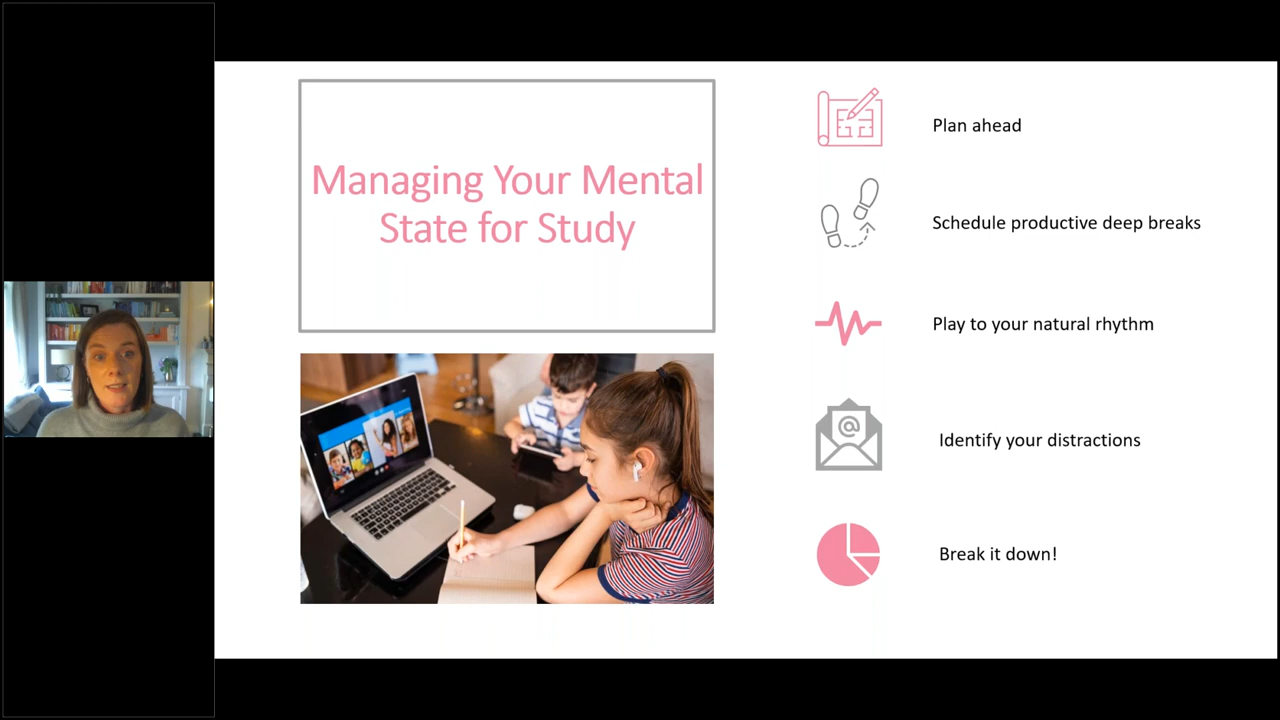 Managing Your Mental
State for Study
Plan ahead
Schedule productive deep breaks
Play to your natural rhythm
@
Identify your distractions
Break it down!